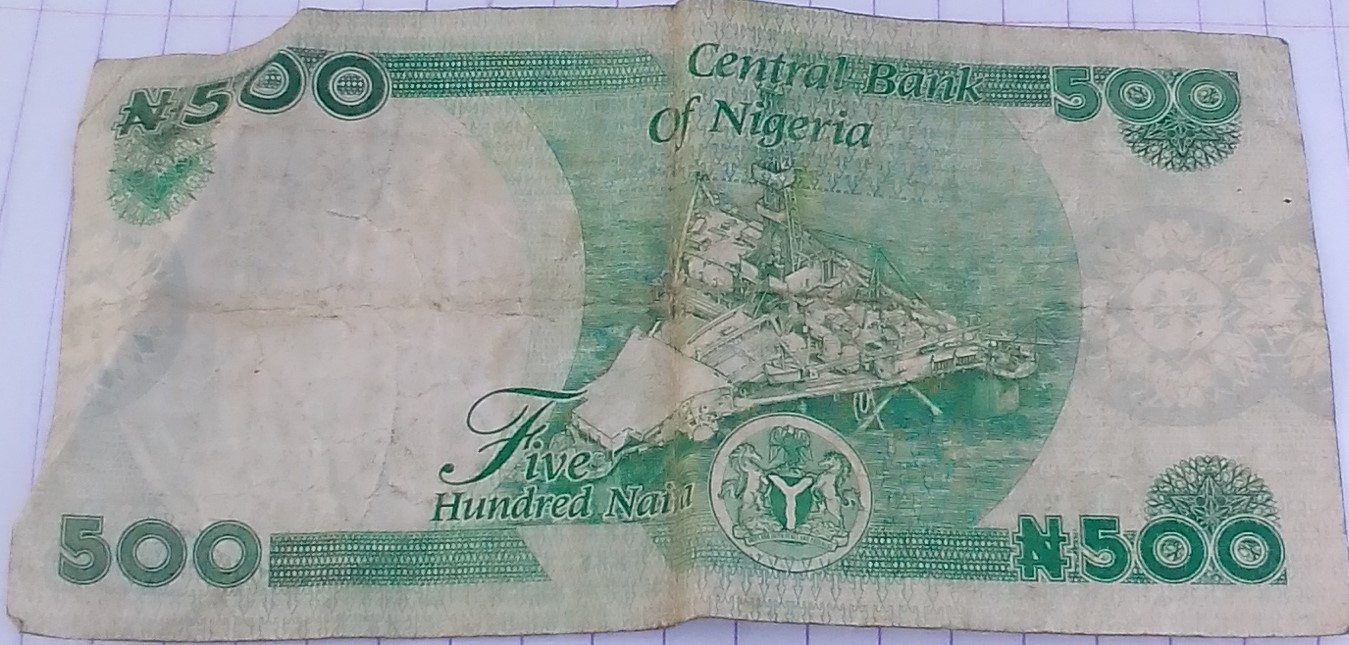 ₦500
Central Bank
Of Nigeria
500
Five
Hundred Naira
500
₦500